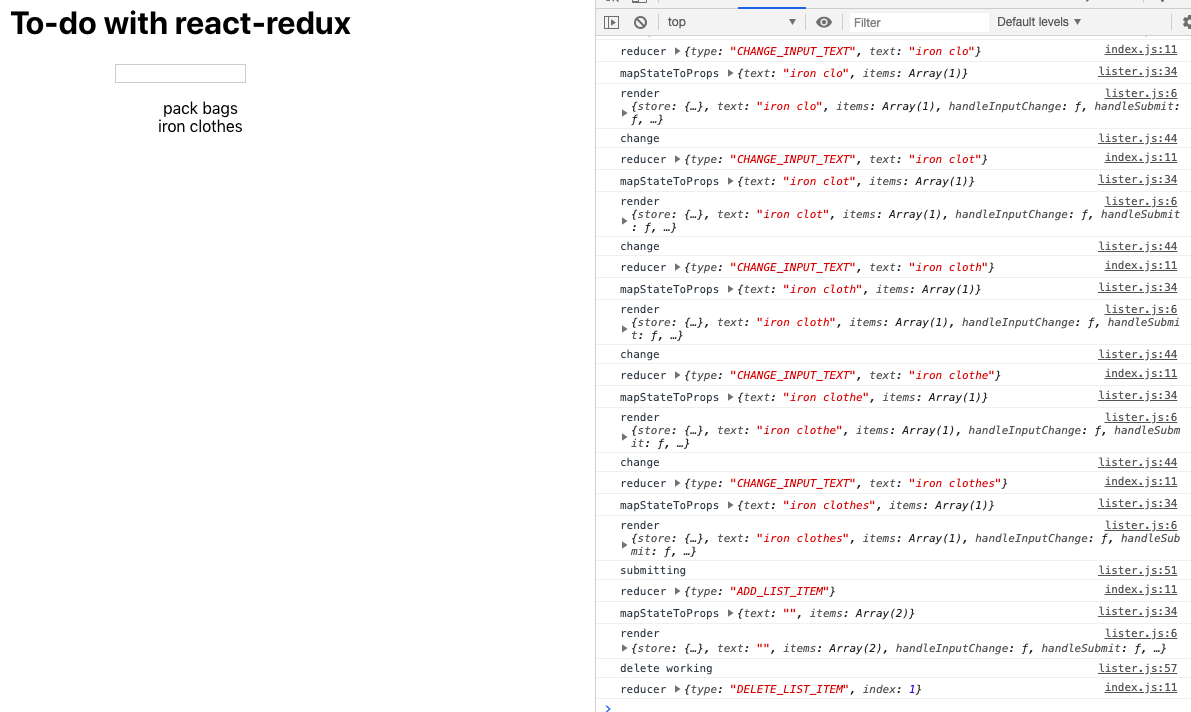 To-do with react-redux
pack bags
iron clothes
top
Filter
Default levels
reducer {type: "CHANGE_INPUT_TEXT", text: "iron clo"} index.js:11
mapStateToProps {text: "iron clo", items: Array(1)} lister.js:34
render lister.js:6
{store: {…}, text: "iron clo", items: Array(1), handleInputChange: ƒ, handleSubmit:
ƒ, …}
change lister.js:44
reducer {type: "CHANGE_INPUT_TEXT", text: "iron clot"} index.js:11
mapStateToProps {text: "iron clot", items: Array(1)} lister.js:34
render lister.js:6
{store: {…}, text: "iron clot", items: Array(1), handleInputChange: ƒ, handleSubmit
: ƒ, …}
change lister.js:44
reducer {type: "CHANGE_INPUT_TEXT", text: "iron cloth"} index.js:11
mapStateToProps {text: "iron cloth", items: Array(1)} lister.js:34
render lister.js:6
{store: {…}, text: "iron cloth", items: Array(1), handleInputChange: ƒ, handleSubmi
t: ƒ, …}
change lister.js:44
reducer {type: "CHANGE_INPUT_TEXT", text: "iron clothe"} index.js:11
mapStateToProps {text: "iron clothe", items: Array(1)} lister.js:34
render lister.js:6
{store: {…}, text: "iron clothe", items: Array(1), handleInputChange: ƒ, handleSubm
it: ƒ, …}
change lister.js:44
reducer {type: "CHANGE_INPUT_TEXT", text: "iron clothes"} index.js:11
mapStateToProps {text: "iron clothes", items: Array(1)} lister.js:34
render lister.js:6
{store: {…}, text: "iron clothes", items: Array(1), handleInputChange: ƒ, handleSub
mit: ƒ, …}
submitting lister.js:51
reducer {type: "ADD_LIST_ITEM"} index.js:11
mapStateToProps {text: "", items: Array(2)} lister.js:34
render lister.js:6
{store: {…}, text: "", items: Array(2), handleInputChange: ƒ, handleSubmit: ƒ, …}
delete working lister.js:57
reducer {type: "DELETE_LIST_ITEM", index: 1} index.js:11